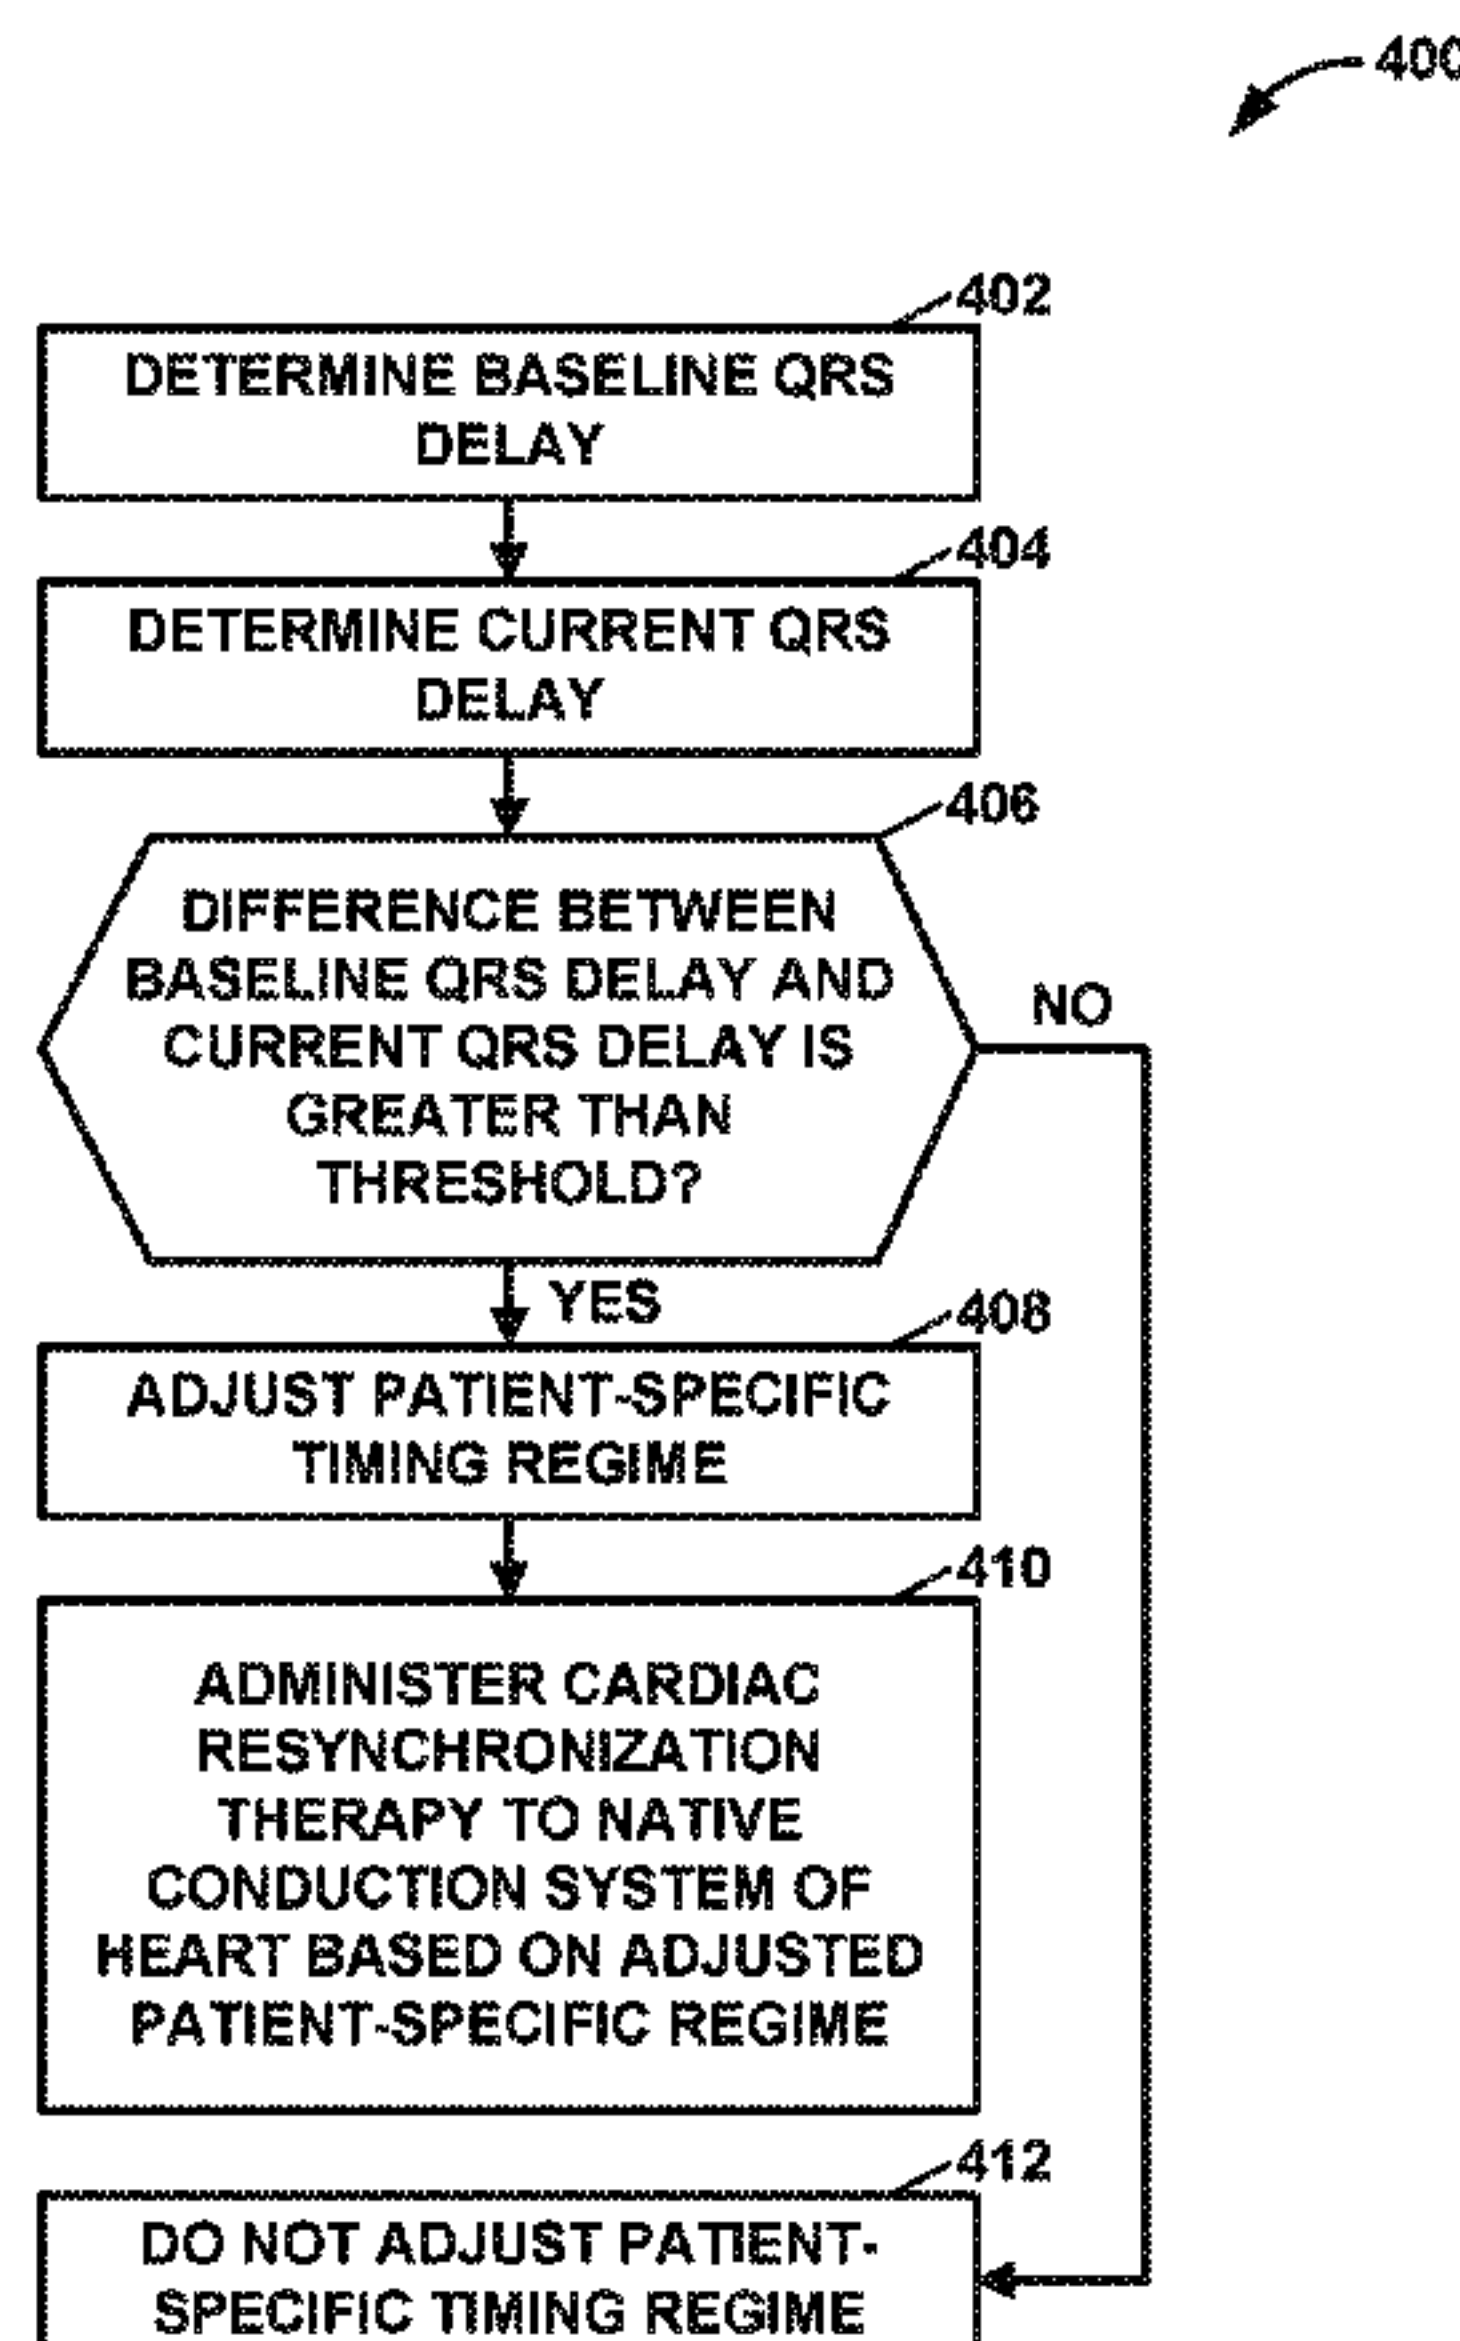 400
402
DETERMINE BASELINE QRS
DELAY
404
DETERMINE CURRENT QRS
DELAY
406
DIFFERENCE BETWEEN
BASELINE QRS DELAY AND
CURRENT QRS DELAY IS
GREATER THAN
THRESHOLD?
NO
YES
408
ADJUST PATIENT-SPECIFIC
TIMING REGIME
410
ADMINISTER CARDIAC
RESYNCHRONIZATION
THERAPY TO NATIVE
CONDUCTION SYSTEM OF
HEART BASED ON ADJUSTED
PATIENT-SPECIFIC REGIME
412
DO NOT ADJUST PATIENT-
SPECIFIC TIMING REGIME